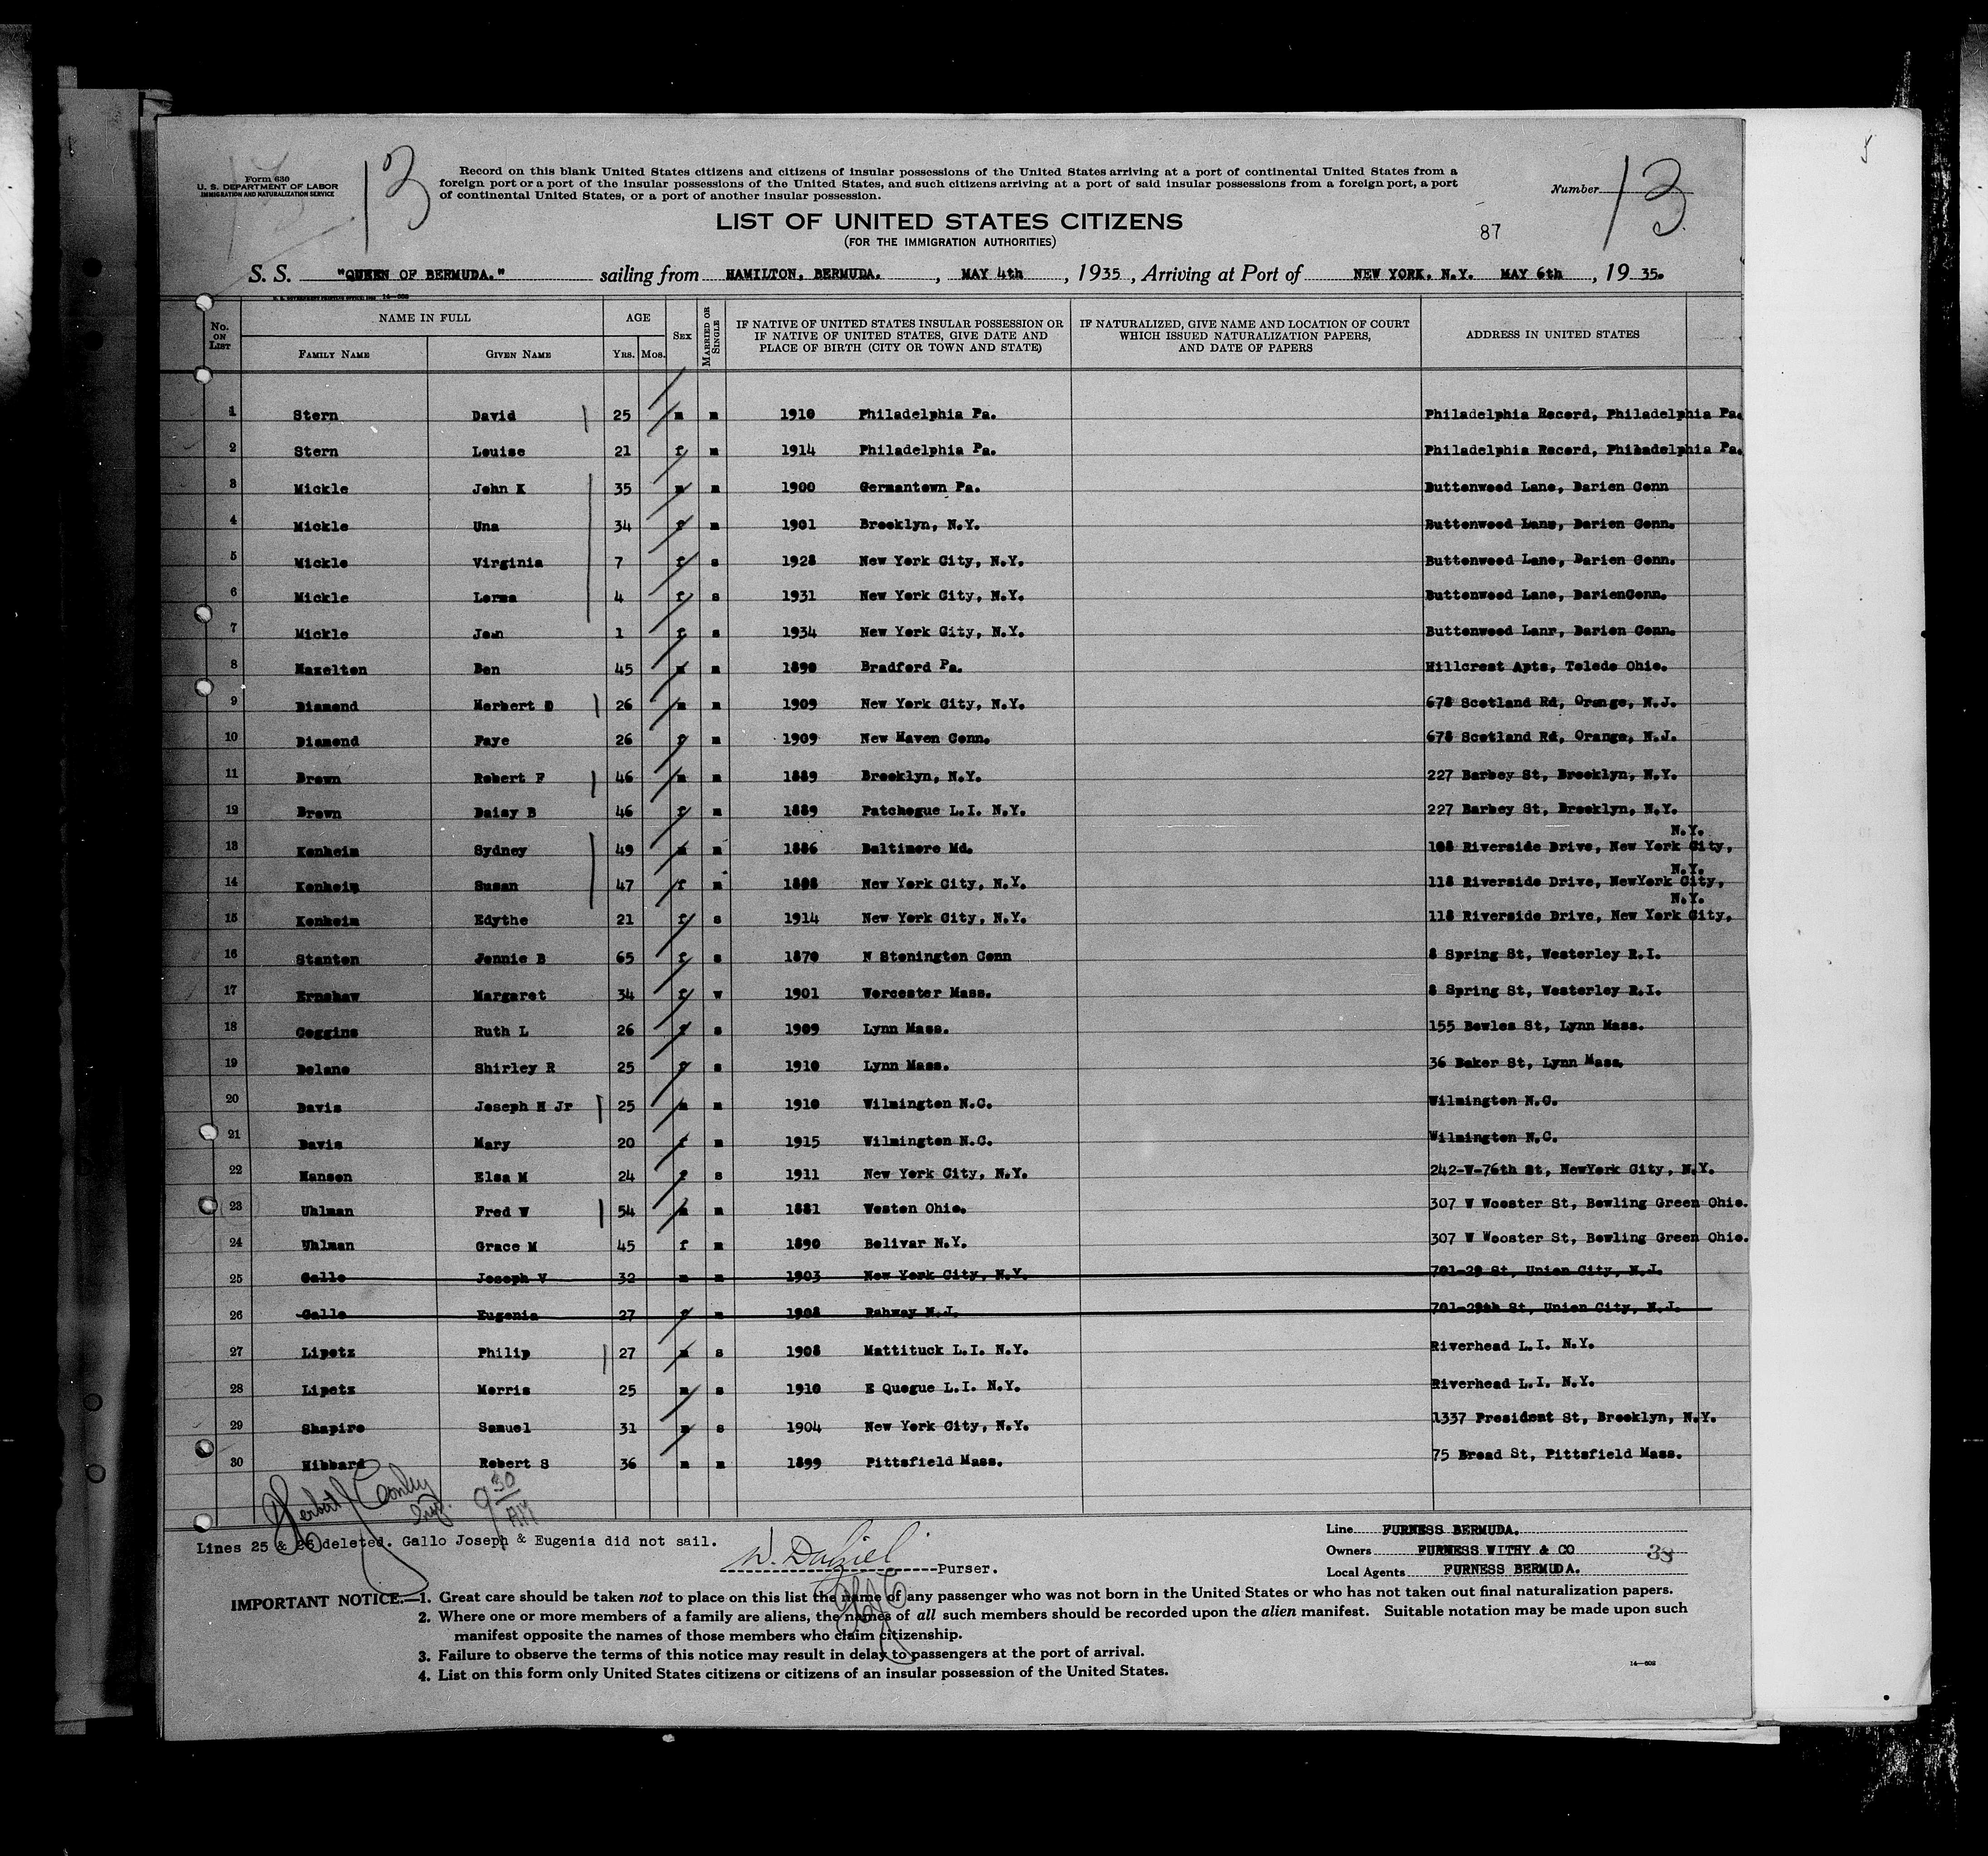 13
Form 630
U. S. DEPARTMENT OF LABOR
IMMIGRATION AND NATURALIZATION SERVICE
Record on this blank United States citizens and citizens of insular possessions of the United States arriving at a port of continental United States from a
foreign port or a port of the insular possessions of the United States, and such citizens arriving at a port of said insular possessions from a foreign port, a port
of continental United States, or a port of another insular possession.
Number 13
LIST OF UNITED STATES CITIZENS
(FOR THE IMMIGRATION AUTHORITIES)
87
S. S. "QUEEN OF BERMUDA." sailing from HAMILTON, BERMUDA. , MAY 4th , 1935 , Arriving at Port of NEW YORK. N.Y. MAY 6th , 19 35.
14-502
No. ON LIST NAME IN FULL AGE SEX MARRIED OR SINGLE IF NATIVE OF UNITED STATES INSULAR POSSESSION OR IF NATIVE OF UNITED STATES, GIVE DATE AND PLACE OF BIRTH (CITY OR TOWN AND STATE) IF NATURALIZED, GIVE NAME AND LOCATION OF COURT WHICH ISSUED NATURALIZATION PAPERS, AND DATE OF PAPERS ADDRESS IN UNITED STATES
FAMILY NAME GIVEN NAME YRS. MOS.
1 Stern David 25 m m 1910 Philadelphia Pa. Philadelphia Record, Philadelphia Pa.
2 Stern Louise 21 f m 1914 Philadelphia Pa. Philadelphia Record, Philadelphia Pa.
3 Mickle John K 35 m m 1900 Germantown Pa. Buttonwood Lane, Darien Conn
4 Mickle Una 34 f m 1901 Brooklyn, N.Y. Buttonwood Lane, Darien Conn.
5 Mickle Virginia 7 f s 1928 New York City, N.Y. Buttonwood Lane, Darien Conn.
6 Mickle Lorna 4 f s 1931 New York City, N.Y. Buttonwood Lane, DarienConn.
7 Mickle Jean 1 f s 1934 New York City, N.Y. Buttonwood Lanr, Darien Conn.
8 Hazelton Ben 45 m m 1890 Bradford Pa. Hillcrest Apts, Toledo Ohio.
9 Diamond Herbert D 26 m m 1909 New York City, N.Y. 678 Scotland Rd, Orange, N.J.
10 Diamond Faye 26 f m 1909 New Haven Conn. 678 Scotland Rd, Orange, N.J.
11 Brown Robert F 46 m m 1889 Brooklyn, N.Y. 227 Barbey St, Brooklyn, N.Y.
12 Brown Daisy B 46 f m 1889 Patchogue L.I. N.Y. 227 Barbey St, Brooklyn, N.Y.
13 Konheim Sydney 49 m m 1886 Baltimore Md. 108 Riverside Drive, New York City, N.Y.
14 Konheim Susan 47 f m 1888 New York City, N.Y. 118 Riverside Drive, NewYork City, N.Y.
15 Konheim Edythe 21 f s 1914 New York City, N.Y. 118 Riverside Drive, New York City, N.Y.
16 Stanton Jennie B 65 f s 1870 N Stonington Conn 8 Spring St, Westerley R.I.
17 Ernshaw Margaret 34 f w 1901 Worcester Mass. 8 Spring St, Westerley R.I.
18 Goggins Ruth L 26 f s 1909 Lynn Mass. 155 Bowles St, Lynn Mass.
19 Delano Shirley R 25 f s 1910 Lynn Mass. 36 Baker St, Lynn Mass.
20 Davis Joseph H Jr 25 m m 1910 Wilmington N.C. Wilmington N.C.
21 Davis Mary 20 f m 1915 Wilmington N.C. Wilmington N.C.
22 Hansen Elsa M 24 f s 1911 New York City, N.Y. 242-W-76th St, NewYork City, N.Y.
23 Uhlman Fred W 54 m m 1881 Weston Ohio. 307 W Wooster St, Bowling Green Ohio.
24 Uhlman Grace M 45 f m 1890 Bolivar N.Y. 307 W Wooster St, Bowling Green Ohio.
25 Gallo Joseph V 32 m m 1903 New York City, N.Y. 701-29 St, Union City, N.J.
26 Gallo Eugenia 27 f m 1908 Rahway N.J. 701-29th St, Union City, N.J.
27 Lipetz Philip 27 m s 1908 Mattituck L.I. N.Y. Riverhead L.I. N.Y.
28 Lipetz Morris 25 m s 1910 E Quogue L.I. N.Y. Riverhead L.I. N.Y.
29 Shapiro Samuel 31 m s 1904 New York City, N.Y. 1337 President St, Brooklyn, N.Y.
30 Hibbard Robert S 36 m m 1899 Pittsfield Mass. 75 Broad St, Pittsfield Mass.
Herbert J Conley
9 30 AM
Lines 25 & 26 deleted. Gallo Joseph & Eugenia did not sail.
W. Dalziel Purser.
Line FURNESS BERMUDA.
Owners FURNESS WITHY & CO 38
Local Agents FURNESS BERMUDA.
IMPORTANT NOTICE.—1. Great care should be taken not to place on this list the name of any passenger who was not born in the United States or who has not taken out final naturalization papers.
2. Where one or more members of a family are aliens, the names of all such members should be recorded upon the alien manifest. Suitable notation may be made upon such
manifest opposite the names of those members who claim citizenship.
3. Failure to observe the terms of this notice may result in delay to passengers at the port of arrival.
4. List on this form only United States citizens or citizens of an insular possession of the United States.
14-502